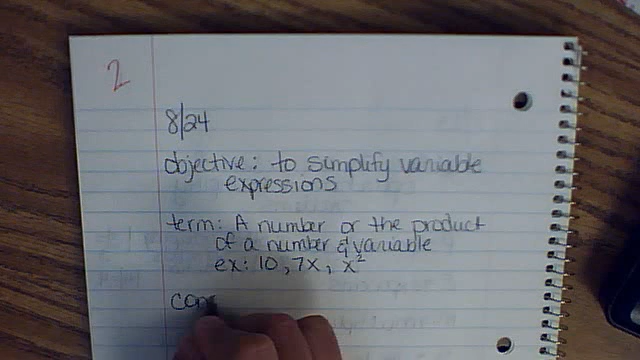 2
8/24
objective: to simplify variable
expressions
term: A number or the product
of a number & variable
ex: 10, 7x, x²
con